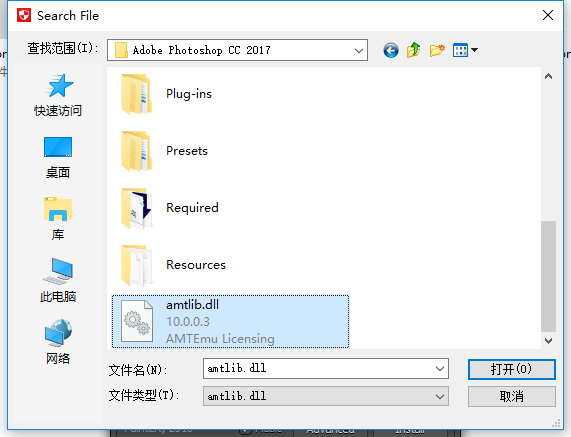 Search File
查找范围(I):
Adobe Photoshop CC 2017
快速访问
桌面
库
此电脑
网络
Plug-ins
Presets
Required
Resources
amtlib.dll
10.0.0.3
AMTEmu Licensing
文件名(N):
amtlib.dll
打开(O)
文件类型(T):
amtlib.dll
取消